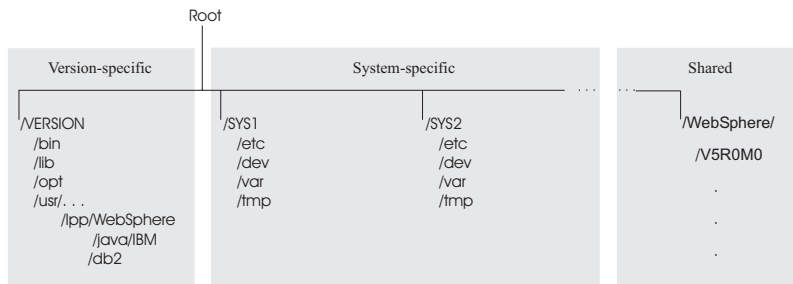 Root
Version-specific
System-specific
Shared
/VERSION
/bin
/lib
/opt
/usr/. . .
/lpp/WebSphere
/java/IBM
/db2
/SYS1
/etc
/dev
/var
/tmp
/SYS2
/etc
/dev
/var
/tmp
. . . . . .
/WebSphere/
/V5R0M0
.
.
.